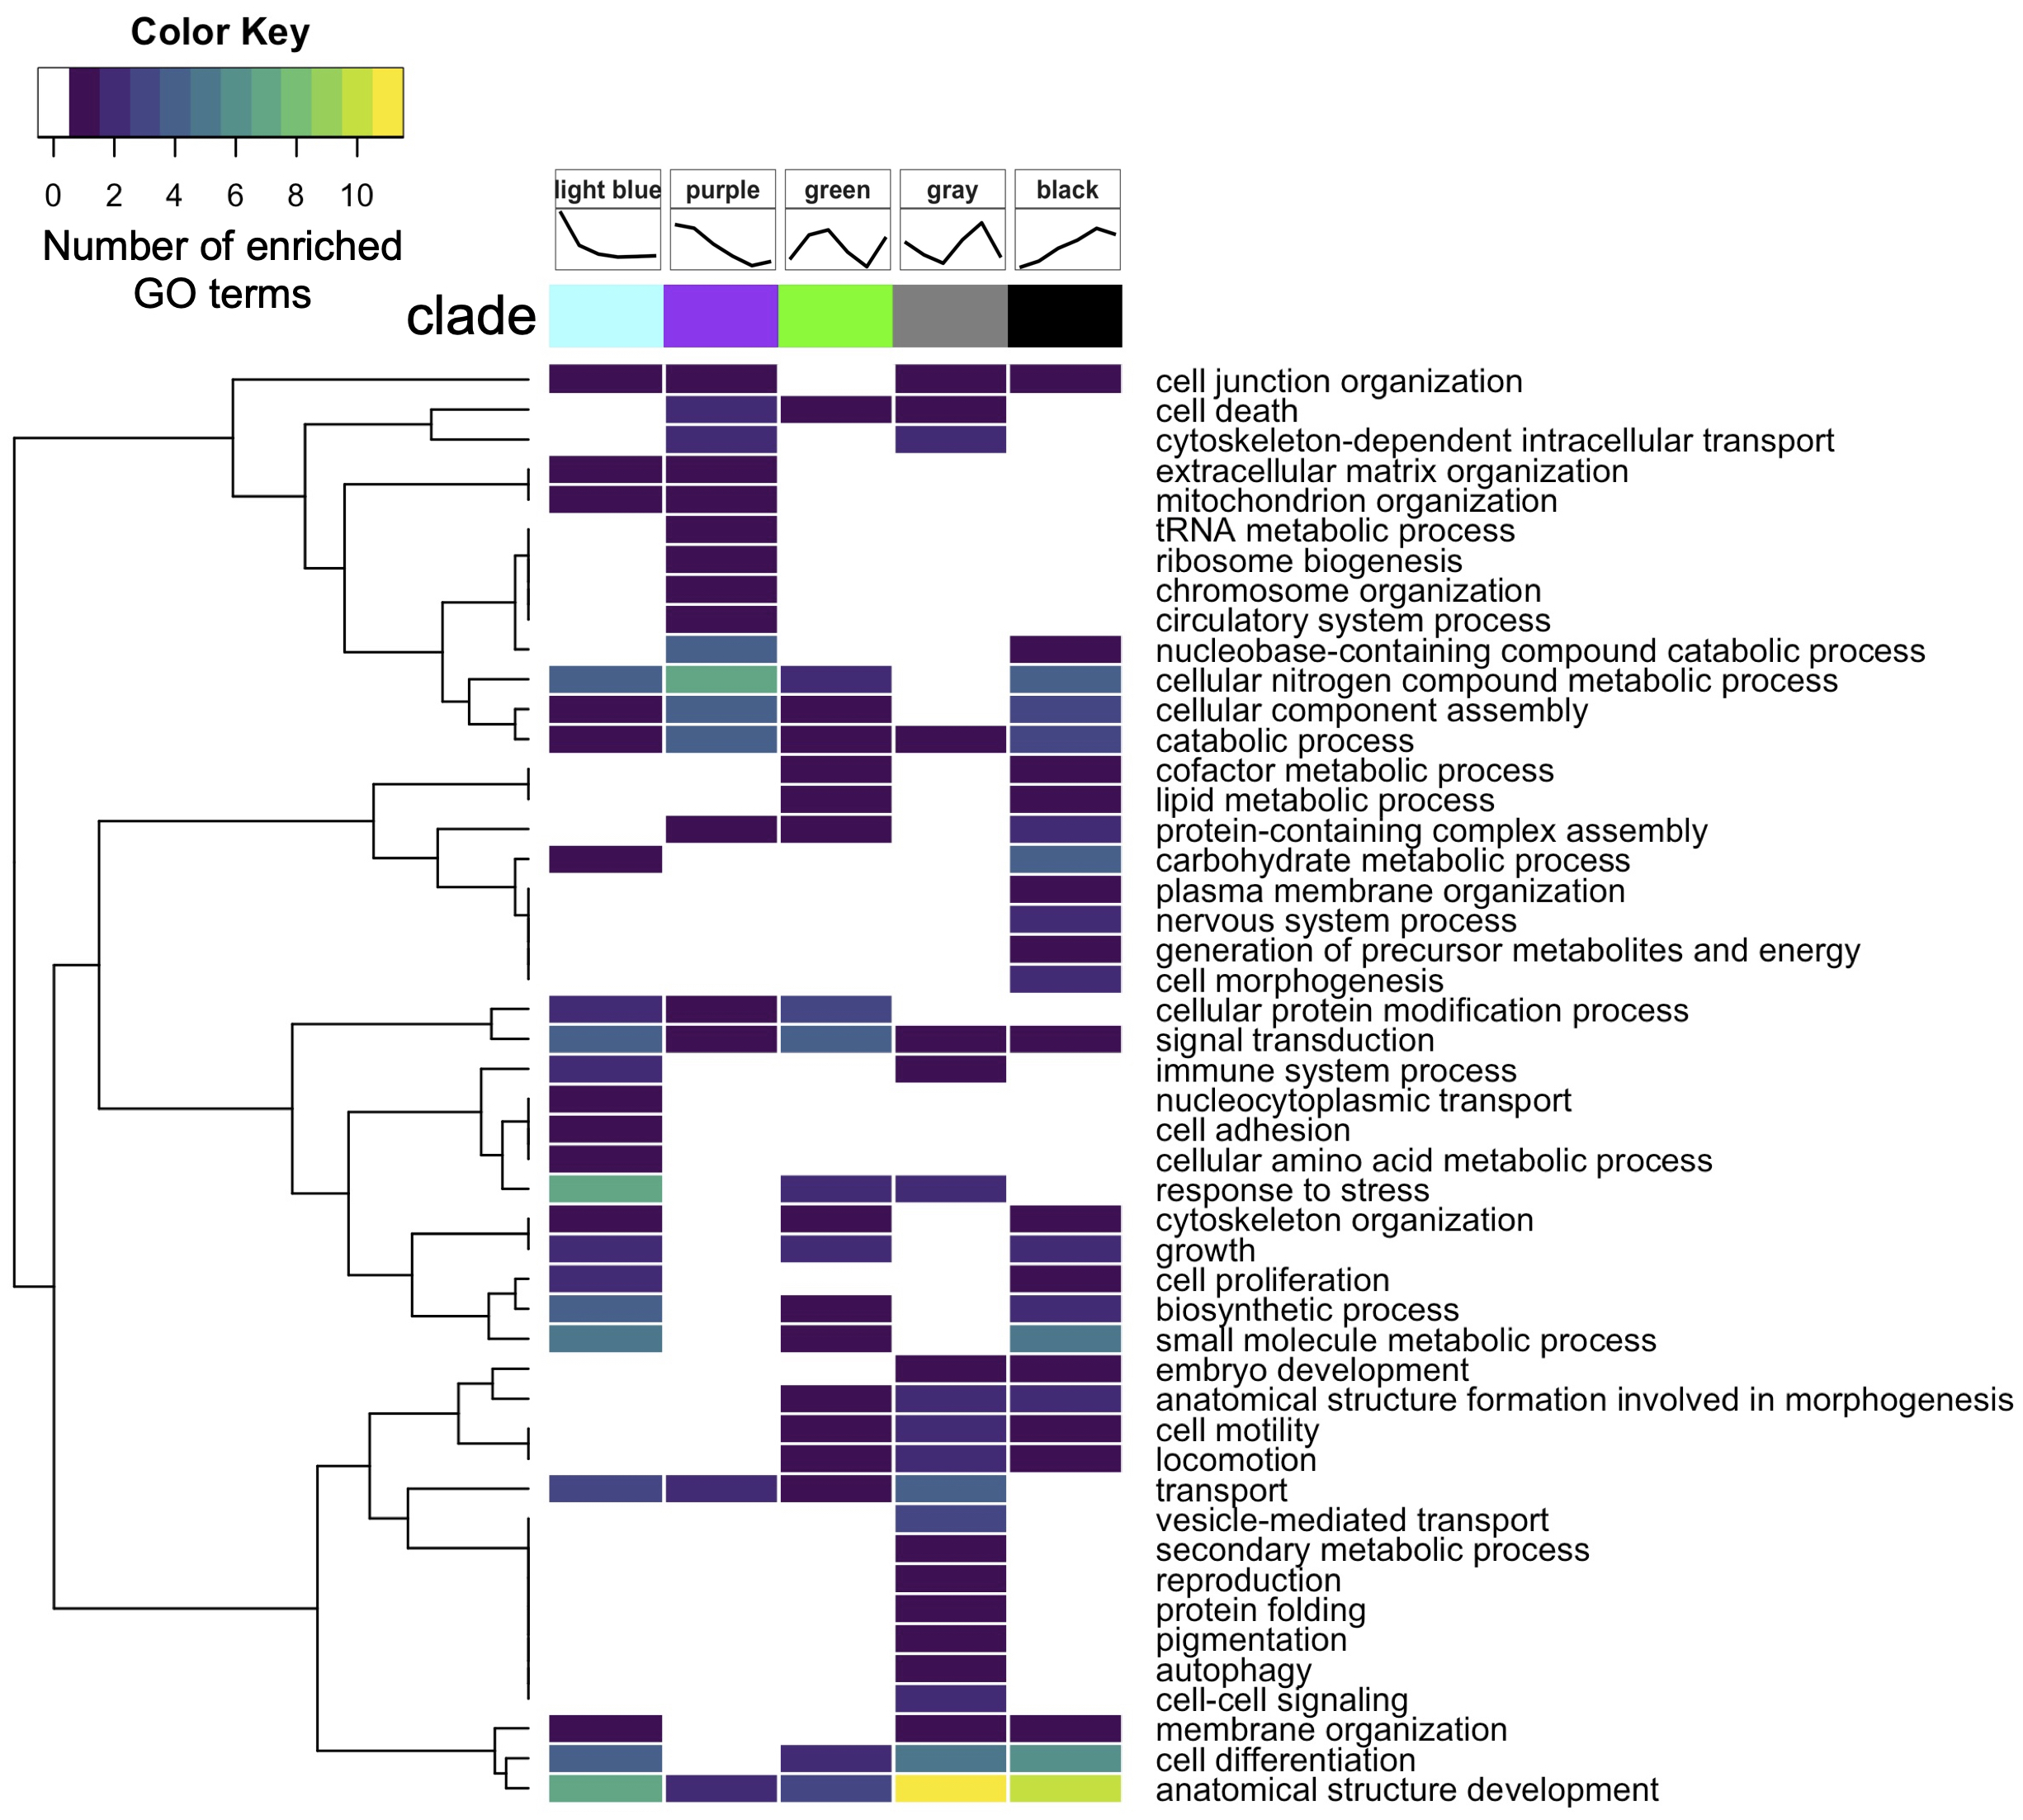 Color Key
0 2 4 6 8 10
Number of enriched
GO terms
light blue purple green gray black
clade
cell junction organization
cell death
cytoskeleton-dependent intracellular transport
extracellular matrix organization
mitochondrion organization
tRNA metabolic process
ribosome biogenesis
chromosome organization
circulatory system process
nucleobase-containing compound catabolic process
cellular nitrogen compound metabolic process
cellular component assembly
catabolic process
cofactor metabolic process
lipid metabolic process
protein-containing complex assembly
carbohydrate metabolic process
plasma membrane organization
nervous system process
generation of precursor metabolites and energy
cell morphogenesis
cellular protein modification process
signal transduction
immune system process
nucleocytoplasmic transport
cell adhesion
cellular amino acid metabolic process
response to stress
cytoskeleton organization
growth
cell proliferation
biosynthetic process
small molecule metabolic process
embryo development
anatomical structure formation involved in morphogenesis
cell motility
locomotion
transport
vesicle-mediated transport
secondary metabolic process
reproduction
protein folding
pigmentation
autophagy
cell-cell signaling
membrane organization
cell differentiation
anatomical structure development